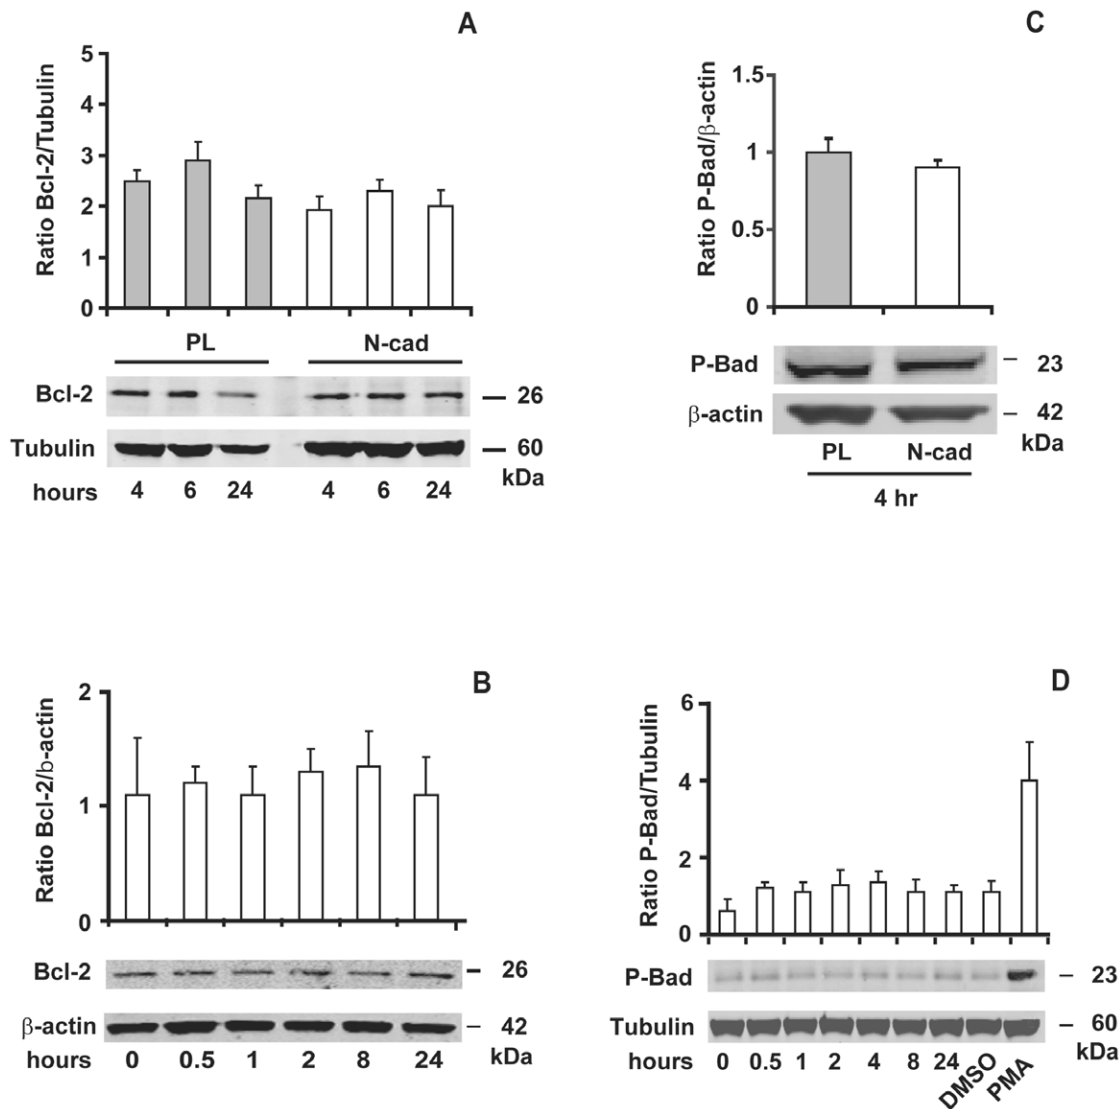 A
Ratio Bcl-2/Tubulin
5
4
3
2
1
0
PL N-cad
Bcl-2 26
Tubulin 60
kDa
hours 4 6 24 4 6 24
C
Ratio P-Bad/β-actin
1.5
1
0.5
0
P-Bad 23
β-actin 42
kDa
PL N-cad
4 hr
B
Ratio Bcl-2/b-actin
2
1
0
Bcl-2 26
β-actin 42
kDa
hours 0 0.5 1 2 8 24
D
Ratio P-Bad/Tubulin
6
4
2
0
P-Bad 23
Tubulin 60
kDa
hours 0 0.5 1 2 4 8 24 DMSO PMA